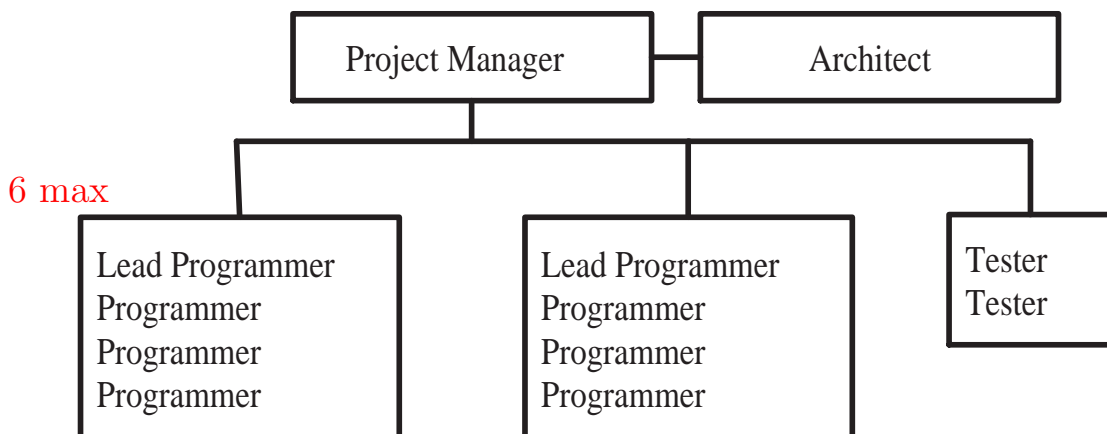 Project Manager
Architect
6 max
Lead Programmer
Programmer
Programmer
Programmer
Lead Programmer
Programmer
Programmer
Programmer
Tester
Tester